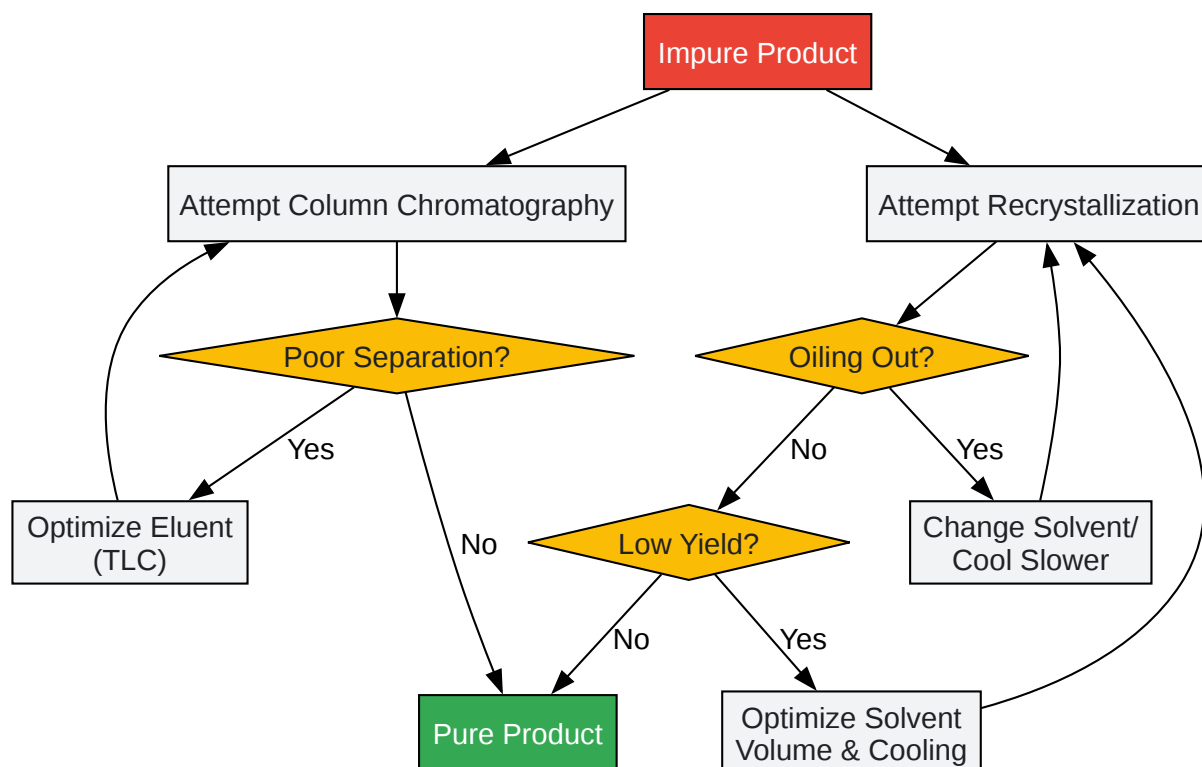 Impure Product
Attempt Column Chromatography
Attempt Recrystallization
Poor Separation?
Oiling Out?
Yes
No
Yes
Optimize Eluent
(TLC)
No
Low Yield?
Change Solvent/
Cool Slower
No
Yes
Pure Product
Optimize Solvent
Volume & Cooling